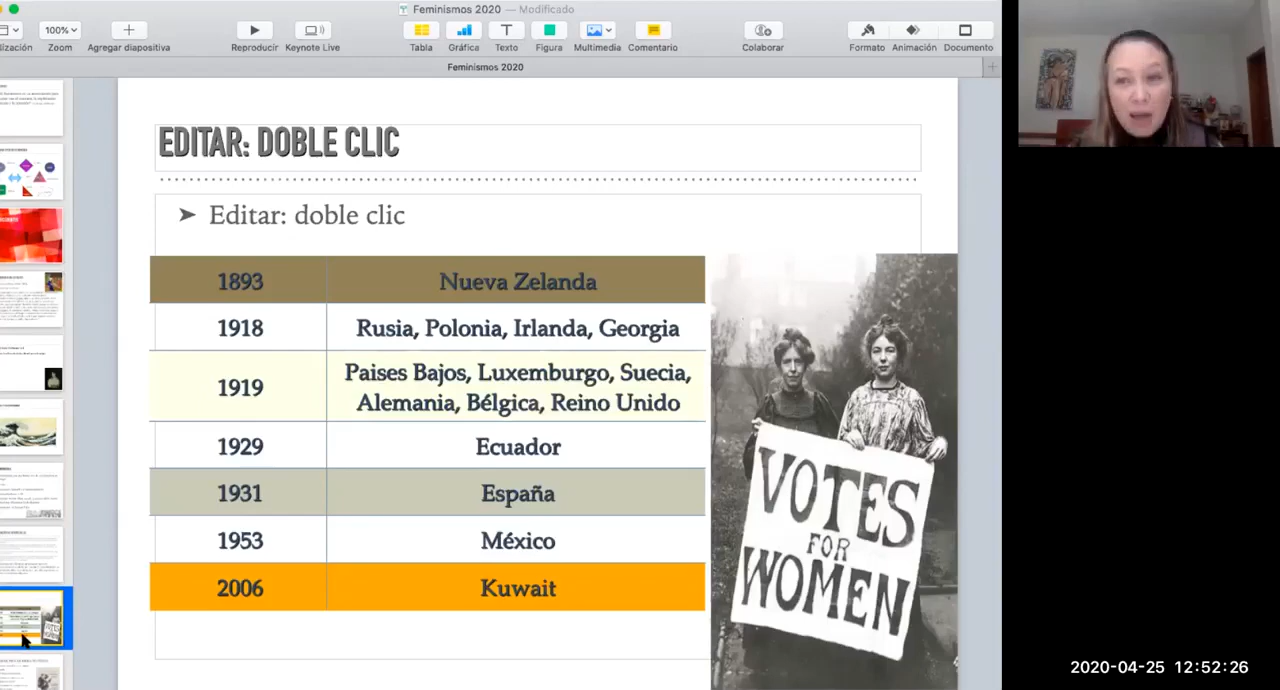 Feminismos 2020 — Modificado
100%
Zoom
Agregar diapositiva
Reproducir
Keynote Live
Tabla
Gráfica
Texto
Figura
Multimedia
Comentario
Colaborar
Formato
Animación
Documento
Feminismos 2020
EDITAR: DOBLE CLIC
➤ Editar: doble clic
1893 Nueva Zelanda
1918 Rusia, Polonia, Irlanda, Georgia
1919 Paises Bajos, Luxemburgo, Suecia,
Alemania, Bélgica, Reino Unido
1929 Ecuador
1931 España
1953 México
2006 Kuwait
VOTES
FOR
WOMEN
2020-04-25 12:52:26